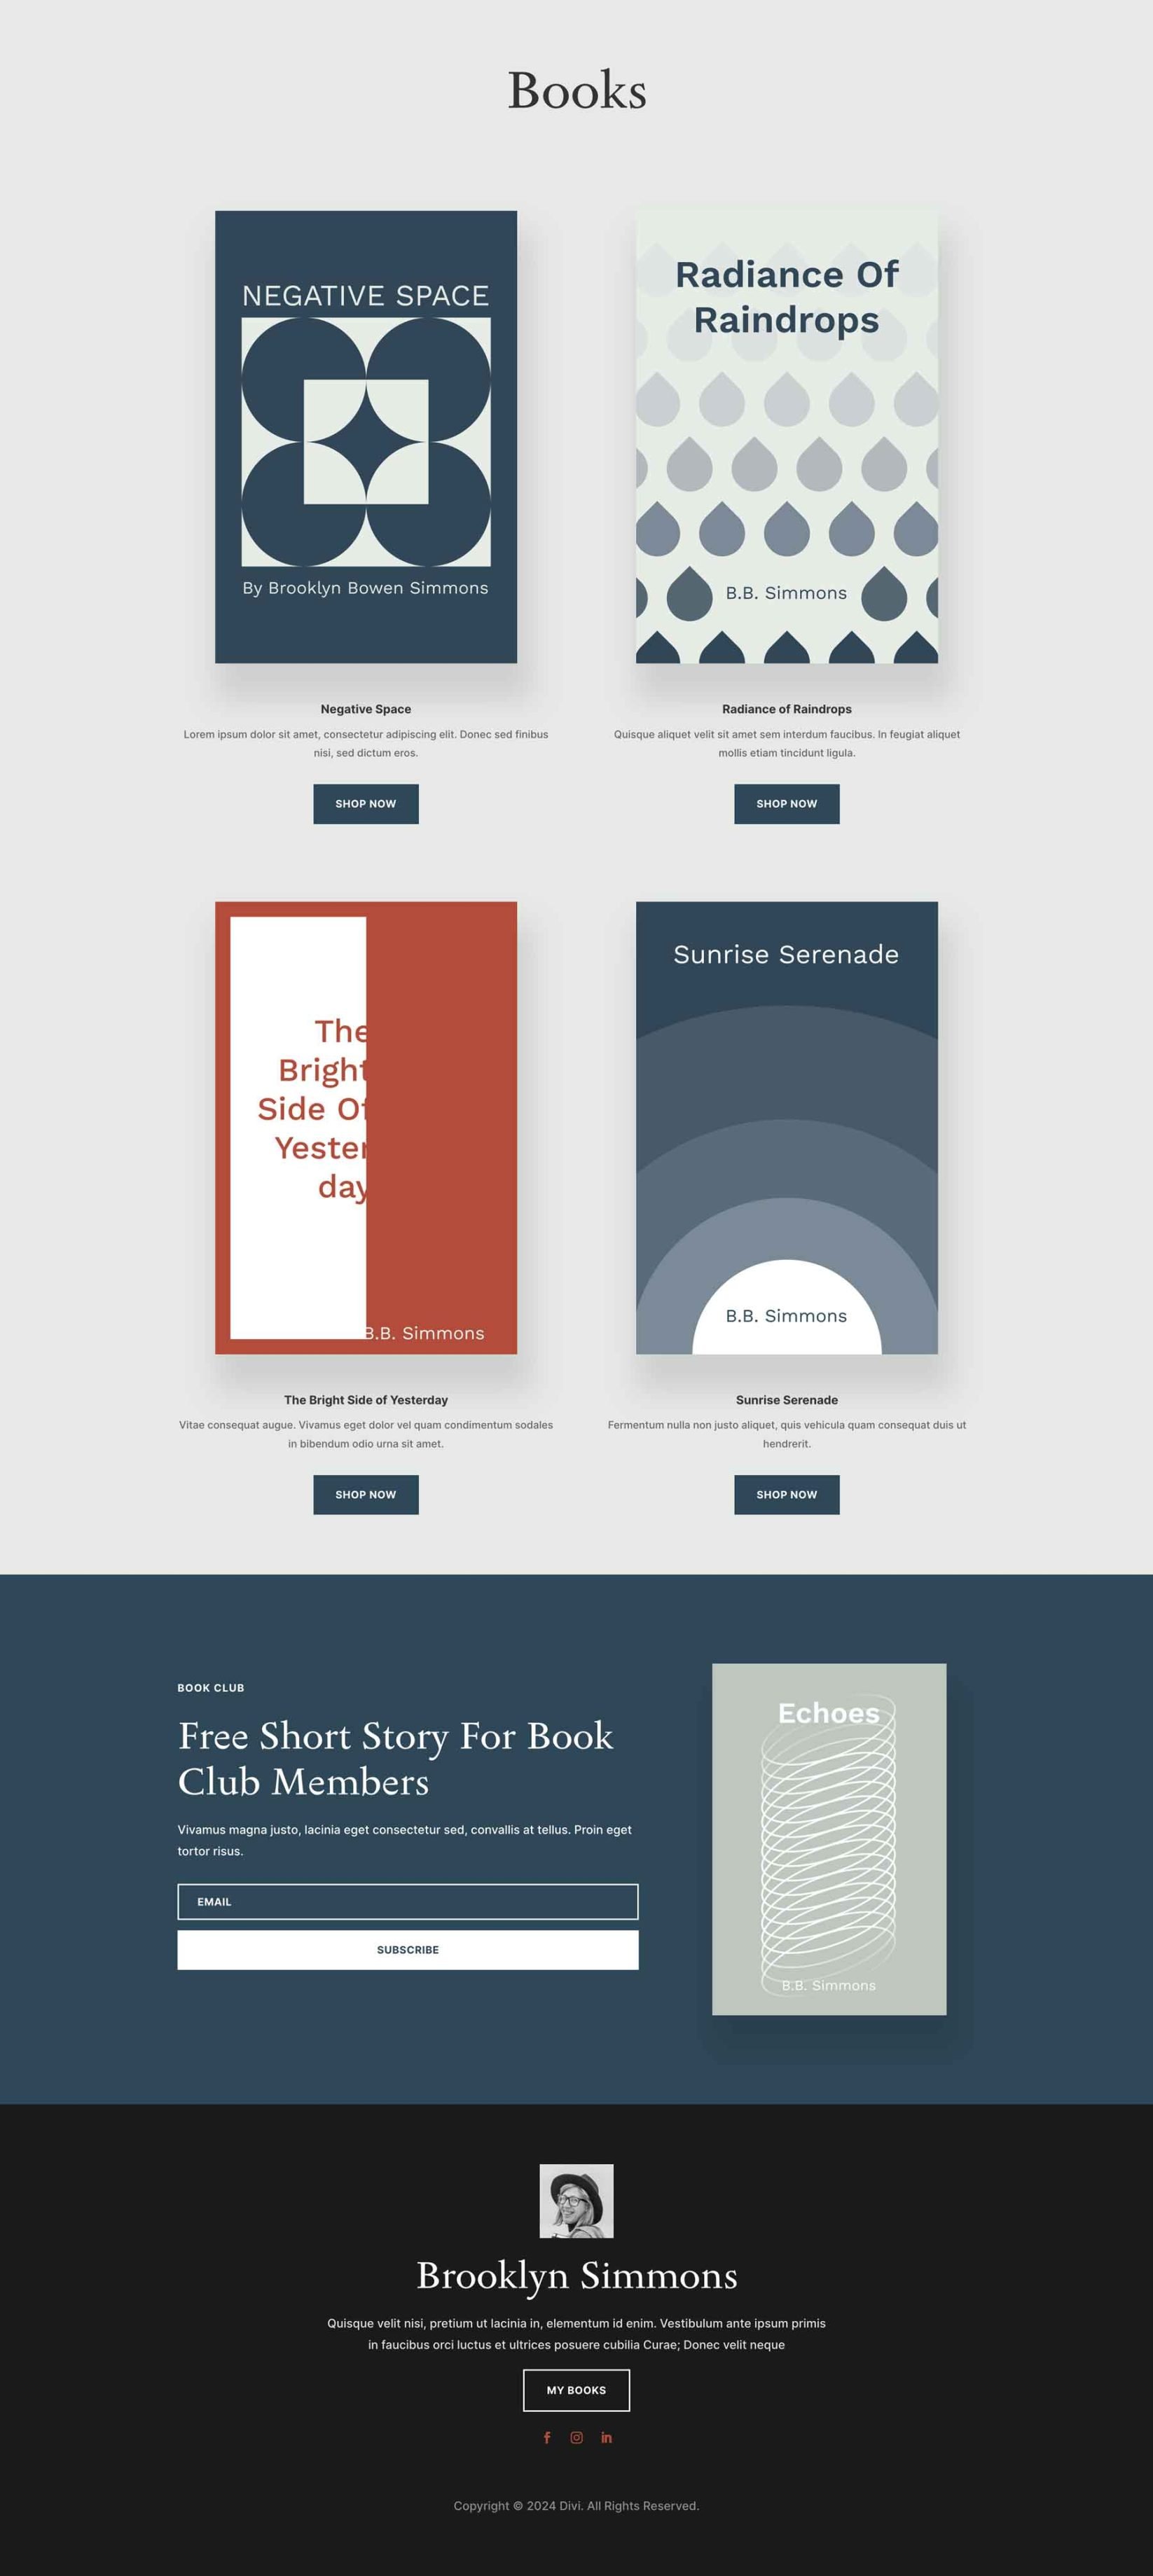 Books
NEGATIVE SPACE
By Brooklyn Bowen Simmons
Negative Space
Lorem ipsum dolor sit amet, consectetur adipiscing elit. Donec sed finibus
nisi, sed dictum eros.
SHOP NOW
Radiance Of
Raindrops
B.B. Simmons
Radiance of Raindrops
Quisque aliquet velit sit amet sem interdum faucibus. In feugiat aliquet
mollis etiam tincidunt ligula.
SHOP NOW
The
Bright
Side Of
Yester
day
B.B. Simmons
The Bright Side of Yesterday
Vitae consequat augue. Vivamus eget dolor vel quam condimentum sodales
in bibendum odio urna sit amet.
SHOP NOW
Sunrise Serenade
B.B. Simmons
Sunrise Serenade
Fermentum nulla non justo aliquet, quis vehicula quam consequat duis ut
hendrerit.
SHOP NOW
BOOK CLUB
Free Short Story For Book
Club Members
Vivamus magna justo, lacinia eget consectetur sed, convallis at tellus. Proin eget
tortor risus.
EMAIL
SUBSCRIBE
Echoes
B.B. Simmons
Brooklyn Simmons
Quisque velit nisi, pretium ut lacinia in, elementum id enim. Vestibulum ante ipsum primis
in faucibus orci luctus et ultrices posuere cubilia Curae; Donec velit neque
MY BOOKS
Copyright © 2024 Divi. All Rights Reserved.